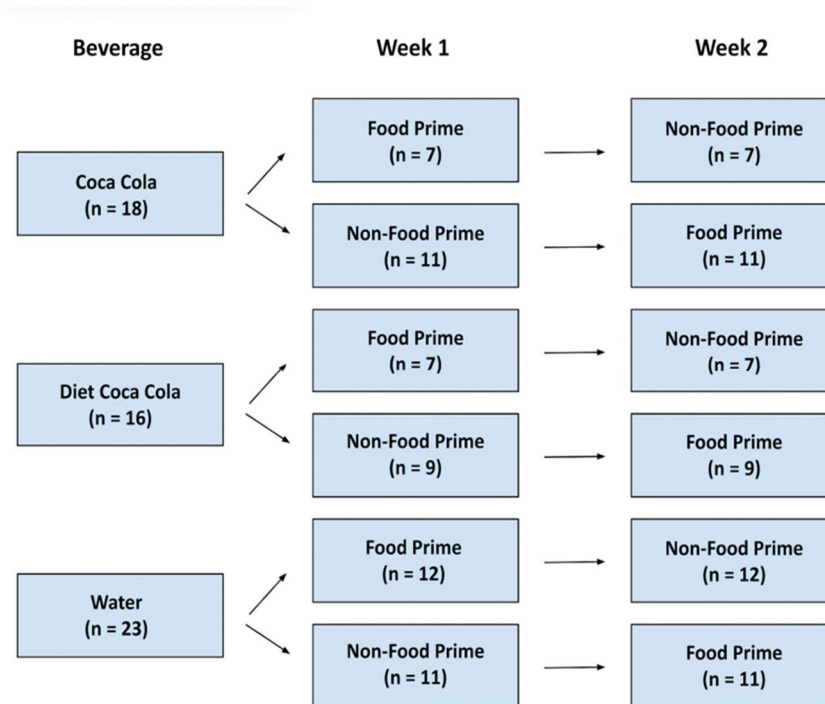 Beverage
Week 1
Week 2
Coca Cola
(n = 18)
Food Prime
(n = 7)
Non-Food Prime
(n = 7)
Non-Food Prime
(n = 11)
Food Prime
(n = 11)
Diet Coca Cola
(n = 16)
Food Prime
(n = 7)
Non-Food Prime
(n = 7)
Non-Food Prime
(n = 9)
Food Prime
(n = 9)
Water
(n = 23)
Food Prime
(n = 12)
Non-Food Prime
(n = 12)
Non-Food Prime
(n = 11)
Food Prime
(n = 11)